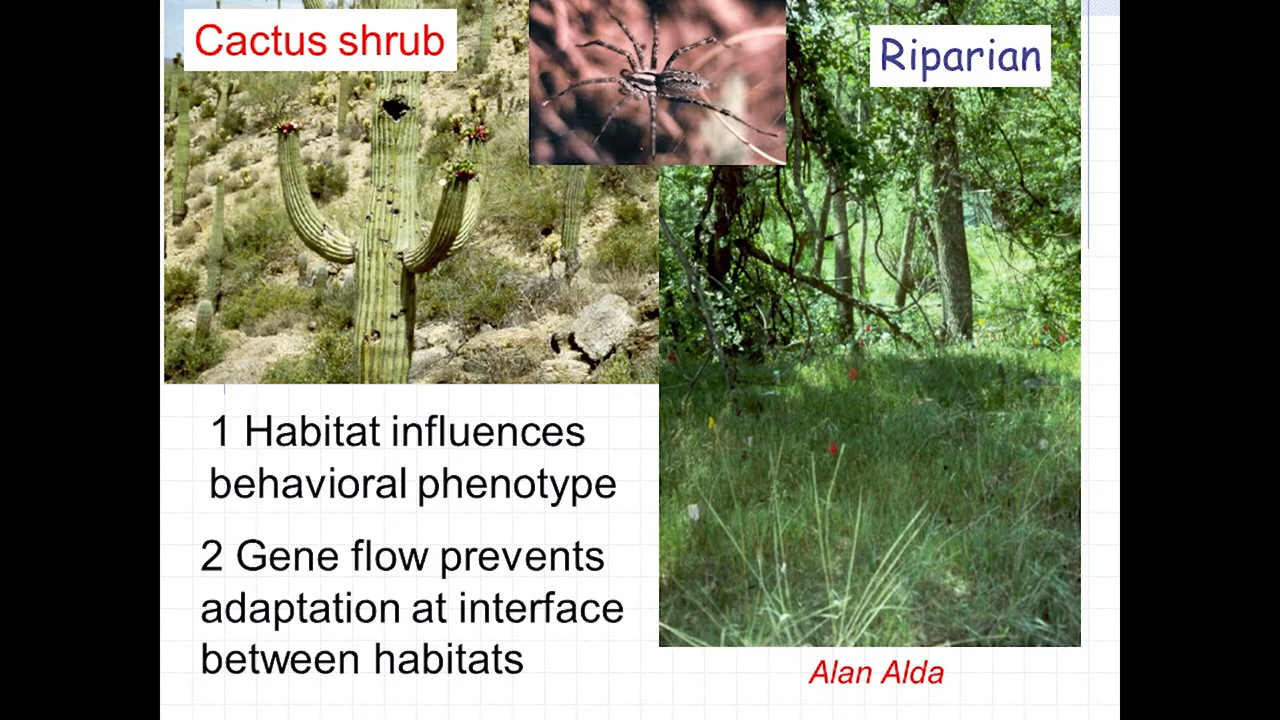 Cactus shrub
Riparian
1 Habitat influences
behavioral phenotype
2 Gene flow prevents
adaptation at interface
between habitats
Alan Alda